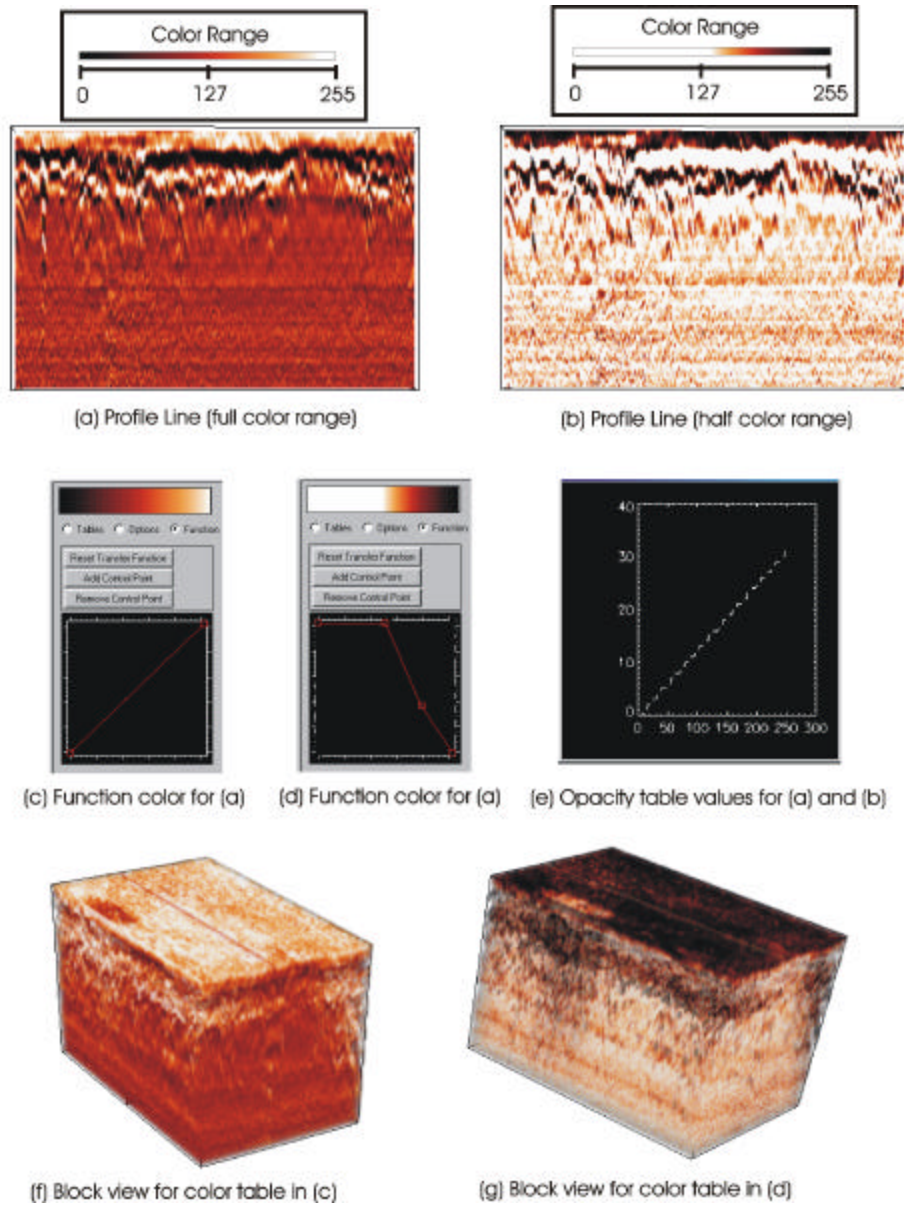 Color Range
0 127 255
Color Range
0 127 255
(a) Profile Line (full color range)
(b) Profile Line (half color range)
Tables Options Function
Reset Transfer Function
Add Control Point
Remove Control Point
(c) Function color for (a)
Tables Options Function
Reset Transfer Function
Add Control Point
Remove Control Point
(d) Function color for (a)
40
30
20
10
0
0 50 100 150 200 250 300
(e) Opacity table values for (a) and (b)
(f) Block view for color table in (c)
(g) Block view for color table in (d)